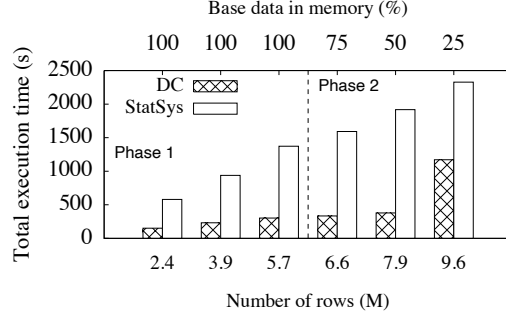 Base data in memory (%)
100 100 100 75 50 25
Total execution time (s)
2500
2000
1500
1000
500
0
DC
StatSys
Phase 1
Phase 2
2.4 3.9 5.7 6.6 7.9 9.6
Number of rows (M)